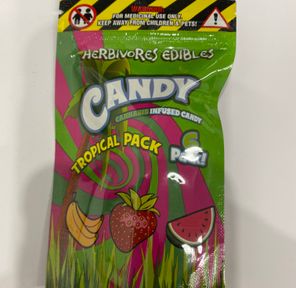 WARNING
FOR MEDICINAL USE ONLY.
KEEP AWAY FROM CHILDREN & PETS!
HERBIVORES EDIBLES
CANDY
CANNABIS INFUSED CANDY
TROPICAL PACK
6
PACK!